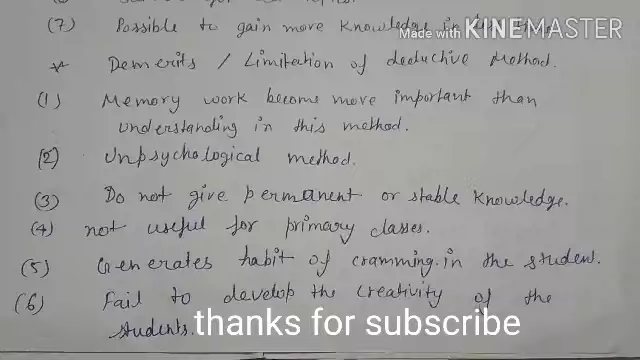 (7) Possible to gain more knowledge in
Made with KINEMASTER
* Demerits / Limitation of deductive Method.
(1) Memory work become more important than
understanding in this method.
(2) Unpsychological method.
(3) Do not give permanent or stable knowledge.
(4) not useful for primary classes.
(5) Generates habit of cramming in the student.
(6) Fail to develop the creativity of the
students.
thanks for subscribe